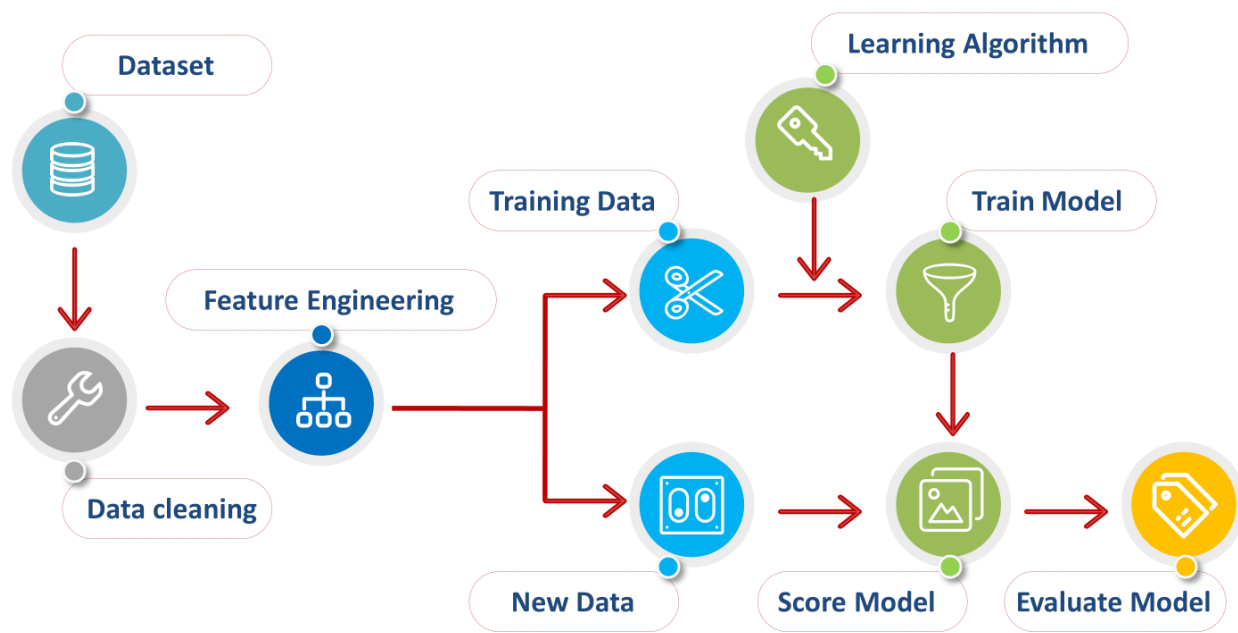 Dataset
Learning Algorithm
Training Data
Train Model
Feature Engineering
Data cleaning
New Data
Score Model
Evaluate Model